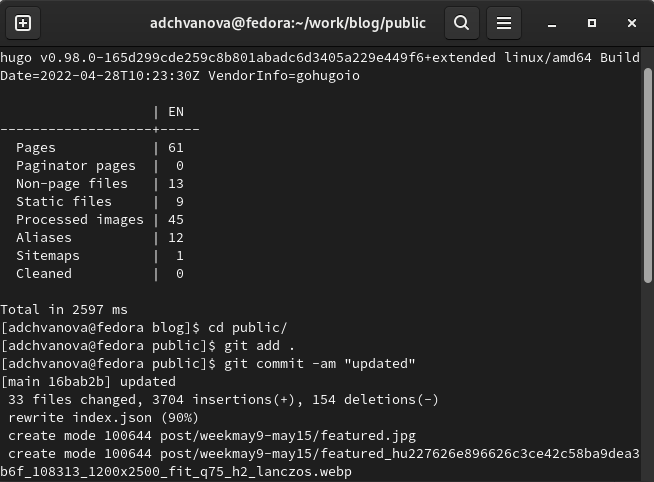 adchvanova@fedora:~/work/blog/public
hugo v0.98.0-165d299cde259c8b801abadc6d3405a229e449f6+extended linux/amd64 Build
Date=2022-04-28T10:23:30Z VendorInfo=gohugoio
                   | EN
-------------------+-----
  Pages            | 61
  Paginator pages  |  0
  Non-page files   | 13
  Static files     |  9
  Processed images | 45
  Aliases          | 12
  Sitemaps         |  1
  Cleaned          |  0
Total in 2597 ms
[adchvanova@fedora blog]$ cd public/
[adchvanova@fedora public]$ git add .
[adchvanova@fedora public]$ git commit -am "updated"
[main 16bab2b] updated
 33 files changed, 3704 insertions(+), 154 deletions(-)
 rewrite index.json (90%)
 create mode 100644 post/weekmay9-may15/featured.jpg
 create mode 100644 post/weekmay9-may15/featured_hu227626e896626c3ce42c58ba9dea3
b6f_108313_1200x2500_fit_q75_h2_lanczos.webp